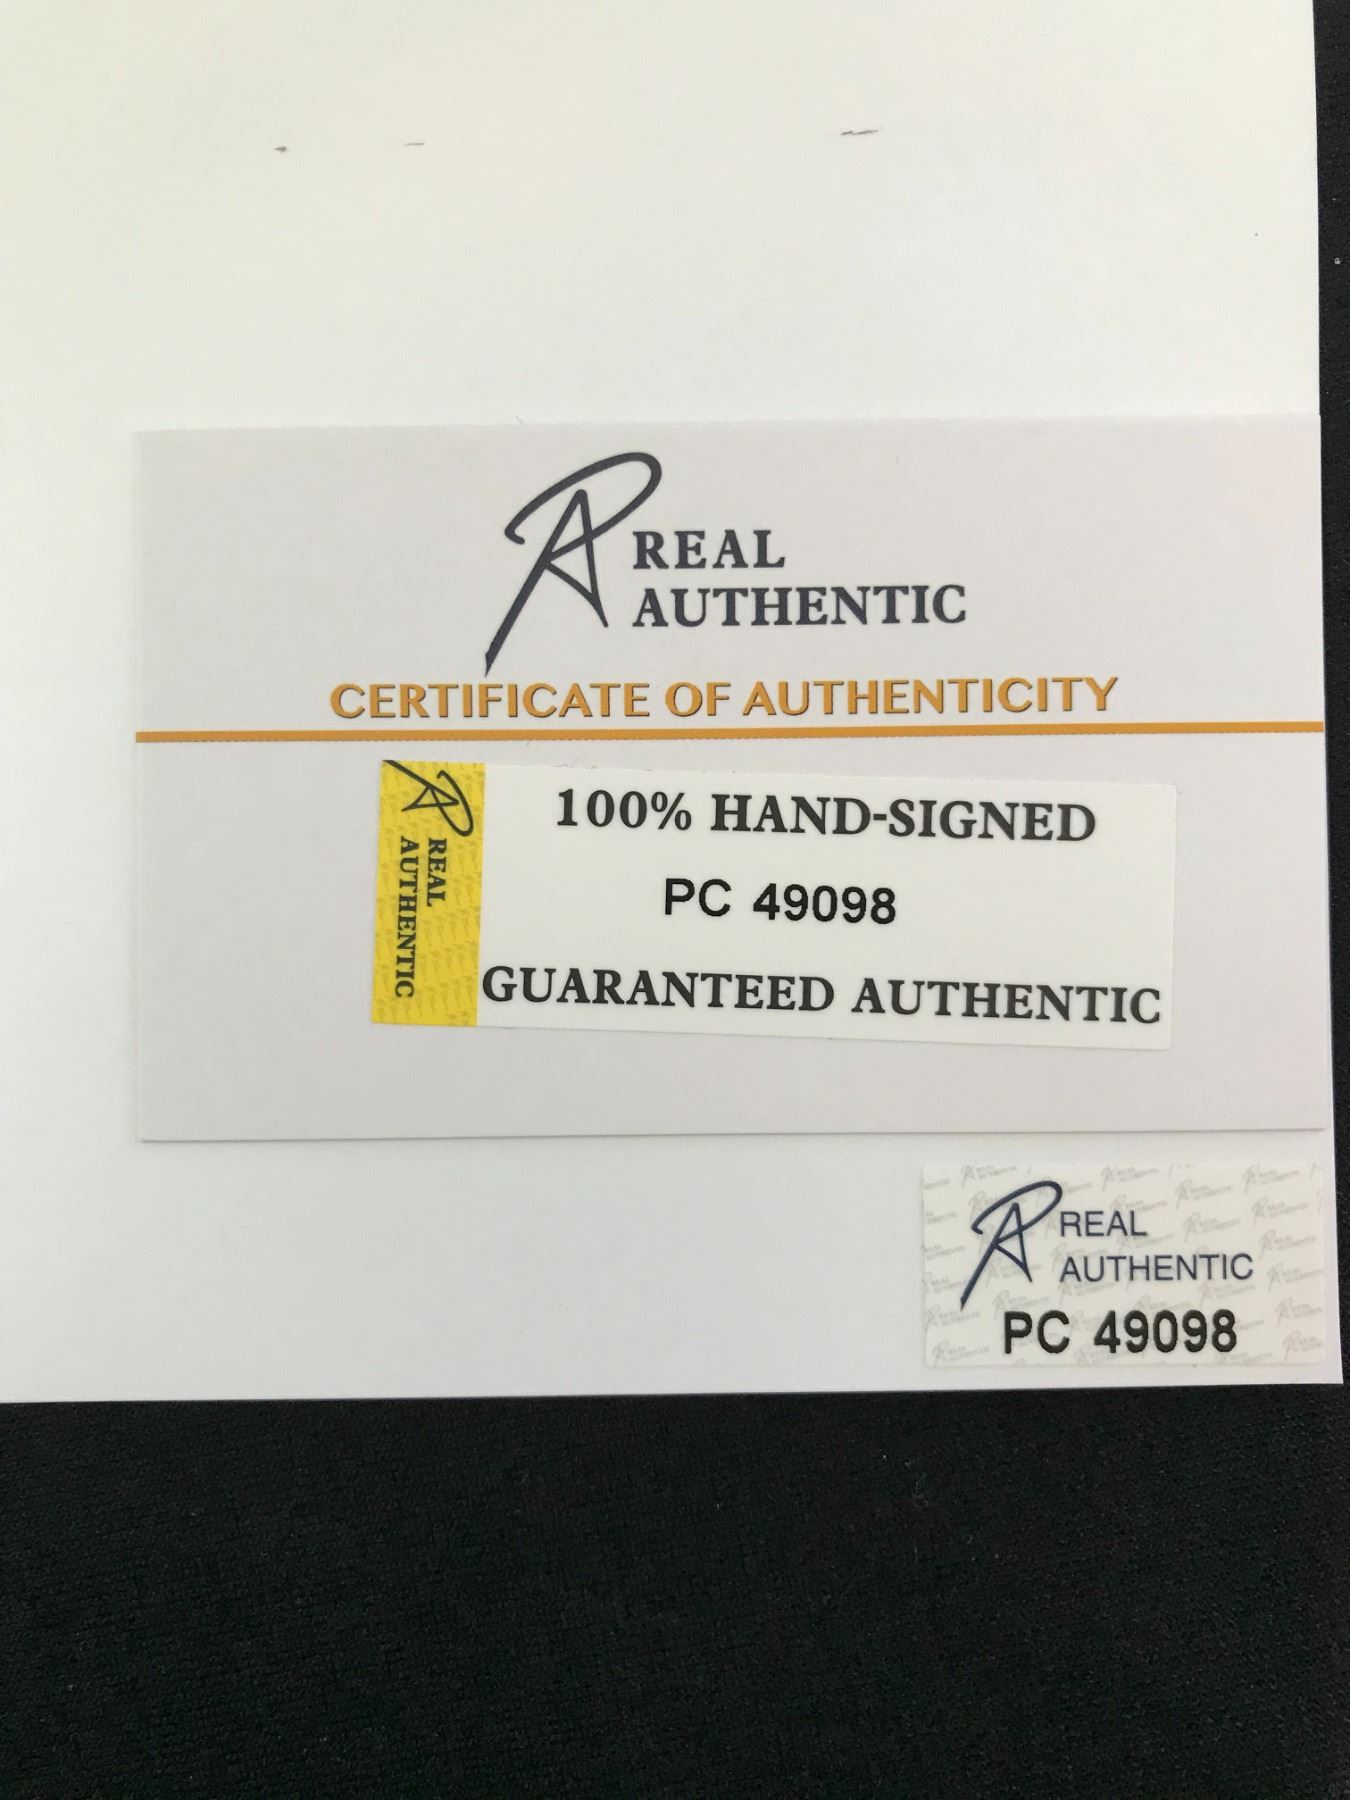 REAL
AUTHENTIC
CERTIFICATE OF AUTHENTICITY
REAL
AUTHENTIC
100% HAND-SIGNED
PC 49098
GUARANTEED AUTHENTIC
REAL
AUTHENTIC
PC 49098